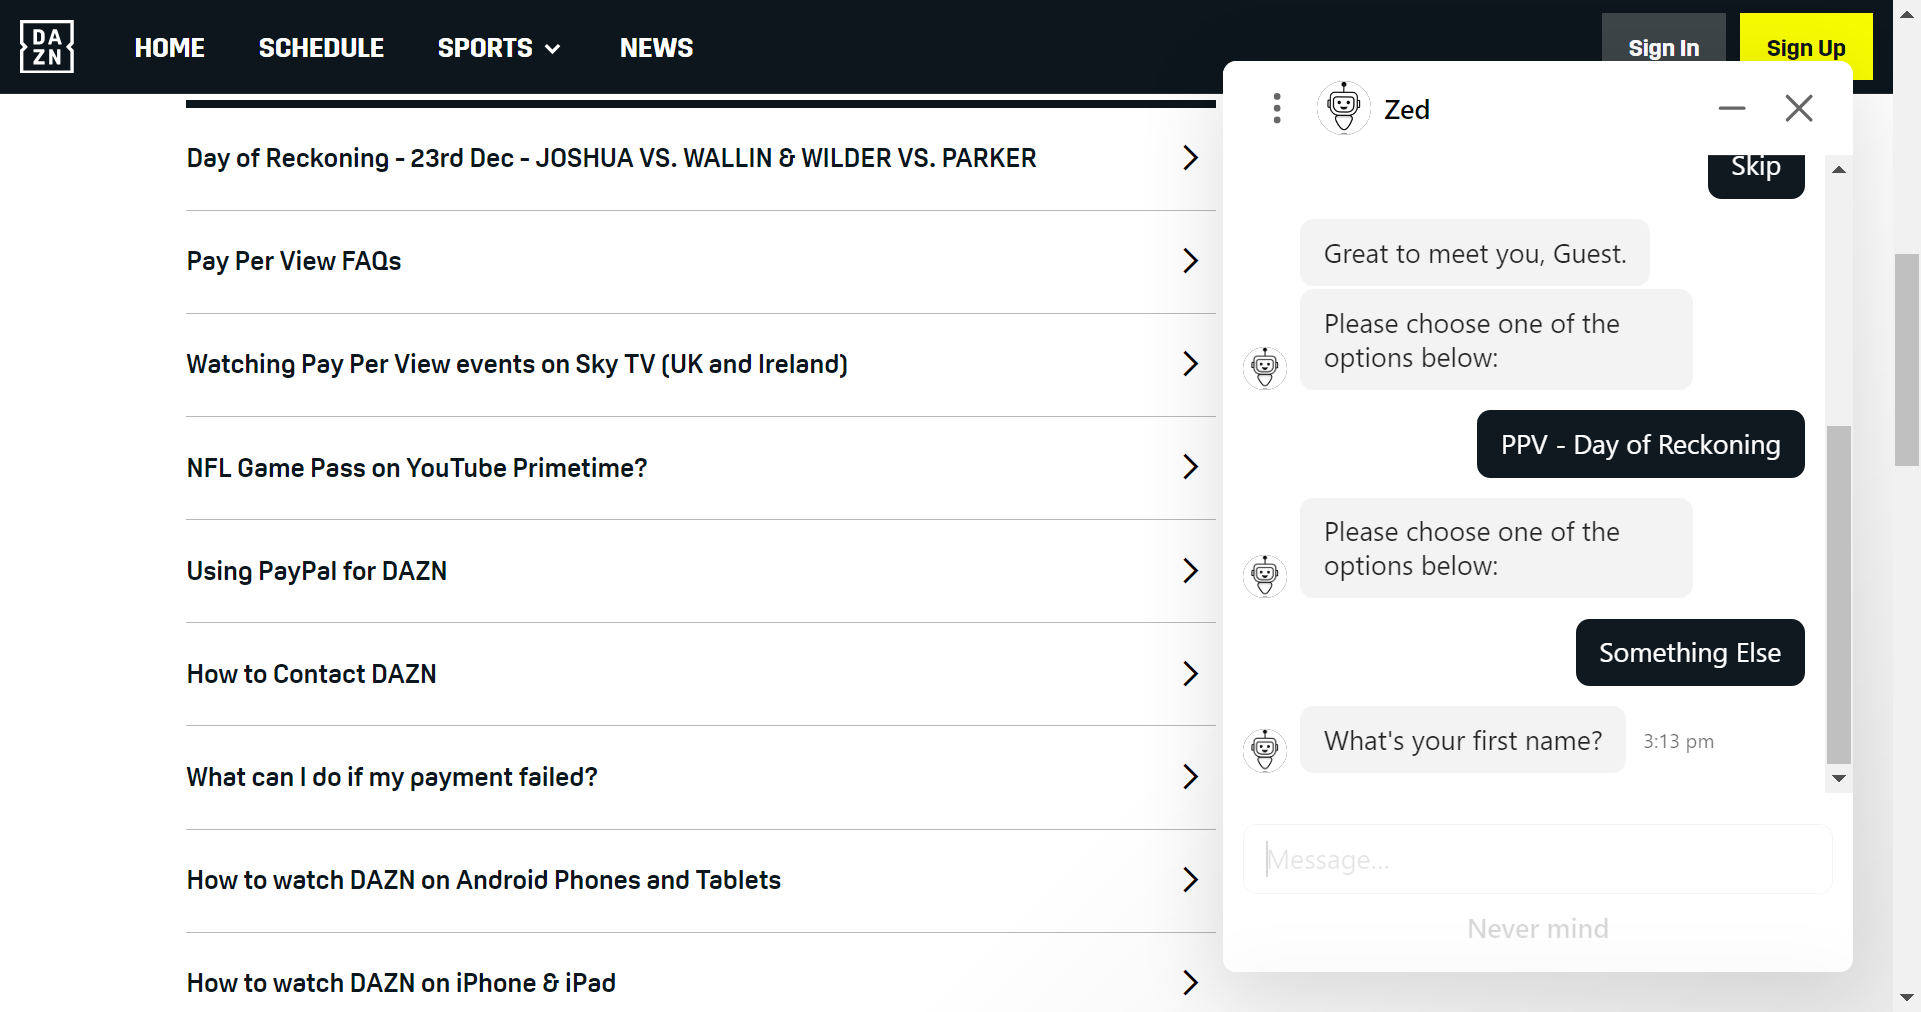 DA
ZN
HOME
SCHEDULE
SPORTS
NEWS
Sign In
Sign Up
Day of Reckoning - 23rd Dec - JOSHUA VS. WALLIN & WILDER VS. PARKER
Pay Per View FAQs
Watching Pay Per View events on Sky TV (UK and Ireland)
NFL Game Pass on YouTube Primetime?
Using PayPal for DAZN
How to Contact DAZN
What can I do if my payment failed?
How to watch DAZN on Android Phones and Tablets
How to watch DAZN on iPhone & iPad
Zed
Skip
Great to meet you, Guest.
Please choose one of the
options below:
PPV - Day of Reckoning
Please choose one of the
options below:
Something Else
What's your first name?
3:13 pm
Message...
Never mind